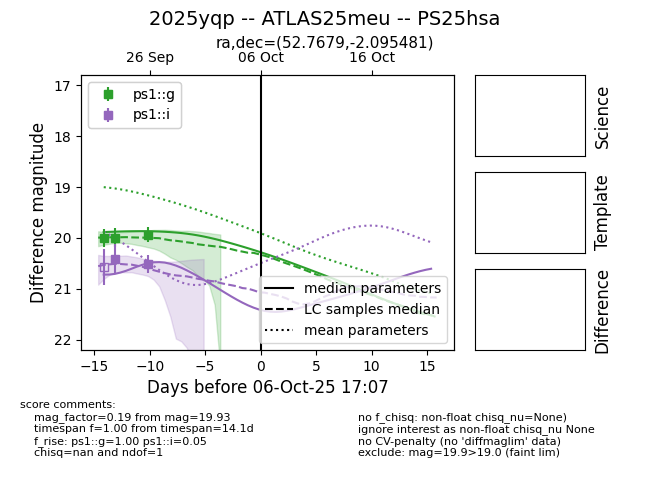 2025yqp -- ATLAS25meu -- PS25hsa
ra,dec=(52.7679,-2.095481)
26 Sep 06 Oct 16 Oct
ps1::g
ps1::i
17
18
19
20
21
22
Difference magnitude
median parameters
LC samples median
mean parameters
−15 −10 −5 0 5 10 15
Days before 06-Oct-25 17:07
Science
Template
Difference
score comments:
mag_factor=0.19 from mag=19.93
timespan f=1.00 from timespan=14.1d
f_rise: ps1::g=1.00 ps1::i=0.05
chisq=nan and ndof=1
no f_chisq: non-float chisq_nu=None)
ignore interest as non-float chisq_nu None
no CV-penalty (no 'diffmaglim' data)
exclude: mag=19.9>19.0 (faint lim)